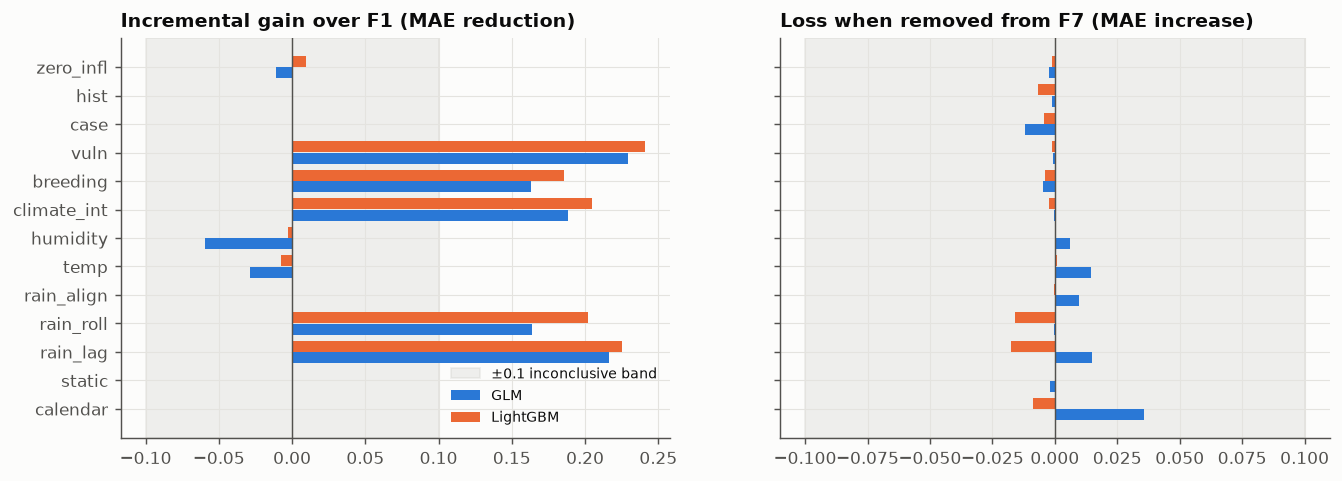 Incremental gain over F1 (MAE reduction)
zero_infl
hist
case
vuln
breeding
climate_int
humidity
temp
rain_align
rain_roll
rain_lag
static
calendar
±0.1 inconclusive band
GLM
LightGBM
−0.10 −0.05 0.00 0.05 0.10 0.15 0.20 0.25
Loss when removed from F7 (MAE increase)
−0.100 −0.075 −0.050 −0.025 0.000 0.025 0.050 0.075 0.100